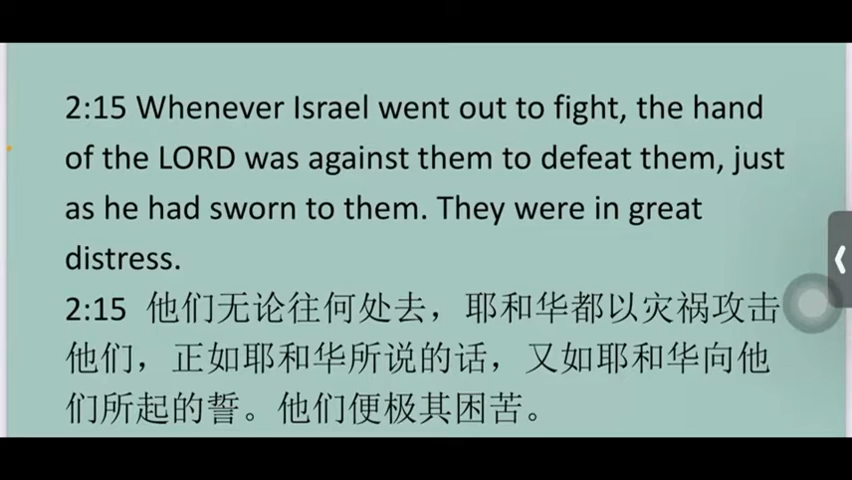 2:15 Whenever Israel went out to fight, the hand
of the LORD was against them to defeat them, just
as he had sworn to them. They were in great
distress.
2:15 他们无论往何处去，耶和华都以灾祸攻击
他们，正如耶和华所说的话，又如耶和华向他
们所起的誓。他们便极其困苦。